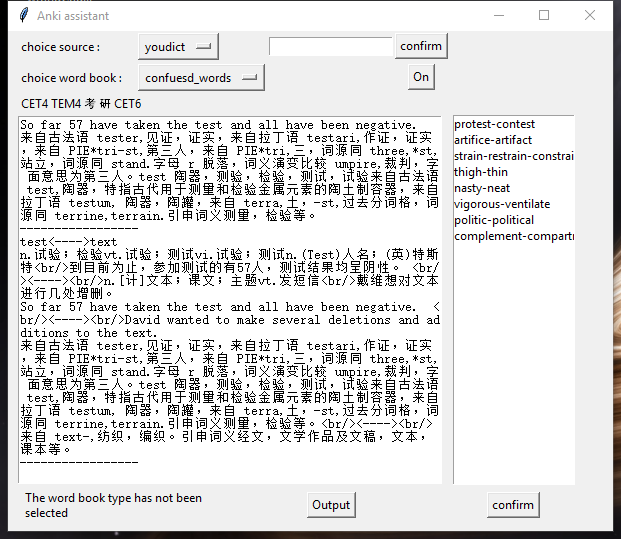 Anki assistant
choice source : youdict confirm
choice word book : confuesd_words On
CET4 TEM4 考 研 CET6
So far 57 have taken the test and all have been negative.
来自古法语 tester,见证，证实，来自拉丁语 testari,作证，证实
，来自 PIE*tri-st,第三人，来自 PIE*tri,三，词源同 three,*st,
站立，词源同 stand.字母 r 脱落，词义演变比较 umpire,裁判，字
面意思为第三人。test 陶器，测验，检验，测试，试验来自古法语
test,陶器，特指古代用于测量和检验金属元素的陶土制容器，来自
拉丁语 testum, 陶器，陶罐，来自 terra,土，-st,过去分词格，词
源同 terrine,terrain.引申词义测量，检验等。
-----------------
test<---->text
n.试验；检验vt.试验；测试vi.试验；测试n.(Test)人名；(英)特斯
特<br/>到目前为止，参加测试的有57人，测试结果均呈阴性。 <br/
><----><br/>n.[计]文本；课文；主题vt.发短信<br/>戴维想对文本
进行几处增删。
So far 57 have taken the test and all have been negative.  <
br/><----><br/>David wanted to make several deletions and ad
ditions to the text.
来自古法语 tester,见证，证实，来自拉丁语 testari,作证，证实
，来自 PIE*tri-st,第三人，来自 PIE*tri,三，词源同 three,*st,
站立，词源同 stand.字母 r 脱落，词义演变比较 umpire,裁判，字
面意思为第三人。test 陶器，测验，检验，测试，试验来自古法语
test,陶器，特指古代用于测量和检验金属元素的陶土制容器，来自
拉丁语 testum, 陶器，陶罐，来自 terra,土，-st,过去分词格，词
源同 terrine,terrain.引申词义测量，检验等。<br/><----><br/>
来自 text-,纺织，编织。引申词义经文，文学作品及文稿，文本，
课本等。
-----------------
protest-contest
artifice-artifact
strain-restrain-constrai
thigh-thin
nasty-neat
vigorous-ventilate
politic-political
complement-compartn
The word book type has not been
selected
Output
confirm